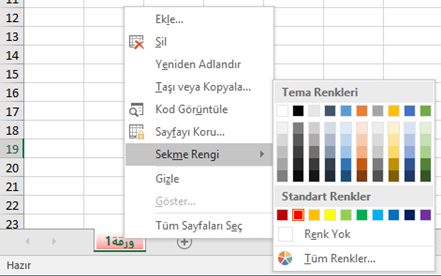 11
12
13
14
15
16
17
18
19
20
21
22
23
Ekle...
Sil
Yeniden Adlandır
Taşı veya Kopyala...
Kod Görüntüle
Sayfayı Koru...
Sekme Rengi
Gizle
Göster...
Tüm Sayfaları Seç
Tema Renkleri
Standart Renkler
Renk Yok
Tüm Renkler...
ورقة1
Hazır